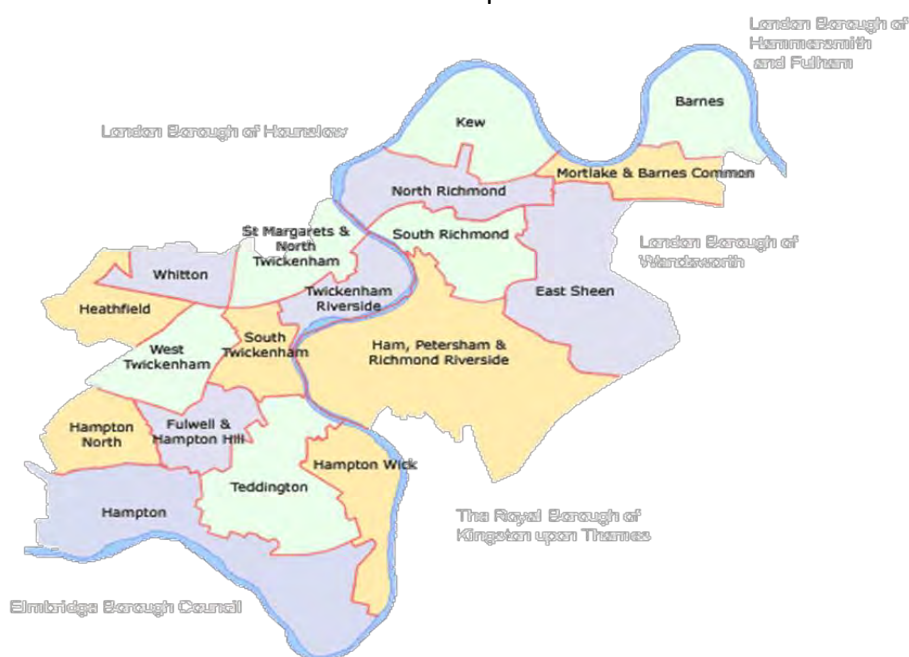 London Borough of
Hammersmith
and Fulham
Barnes
Kew
London Borough of Hounslow
Mortlake & Barnes Common
North Richmond
St Margarets &
North
Twickenham
South Richmond
London Borough of
Wandsworth
Whitton
East Sheen
Twickenham
Riverside
Heathfield
South
Twickenham
Ham, Petersham &
Richmond Riverside
West
Twickenham
Hampton
North
Fulwell &
Hampton Hill
Hampton Wick
Teddington
Hampton
The Royal Borough of
Kingston upon Thames
Elmbridge Borough Council